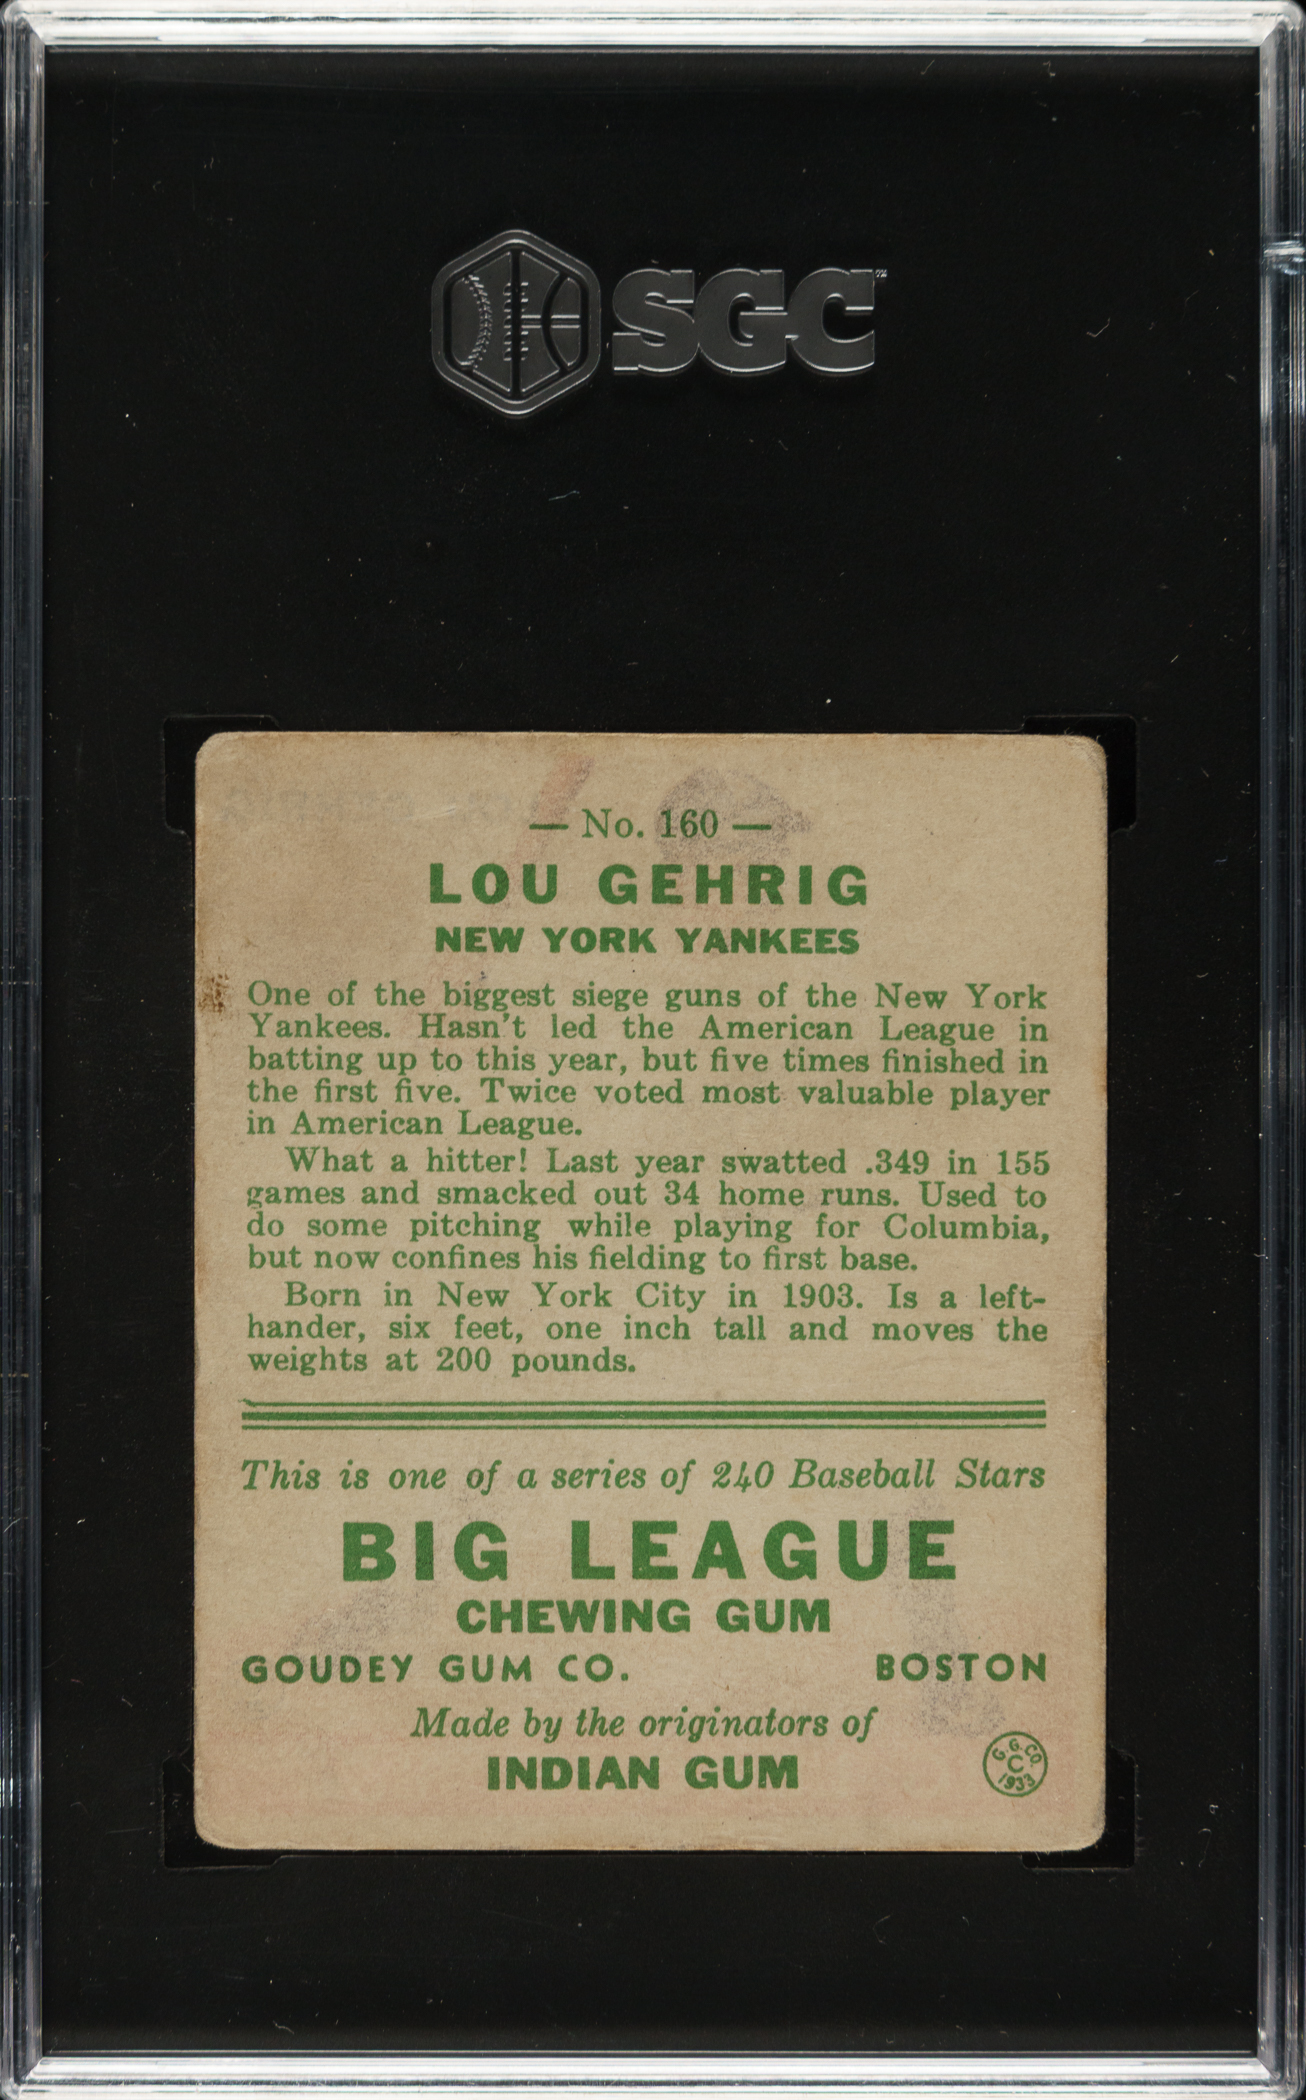 SGC™
— No. 160 —
LOU GEHRIG
NEW YORK YANKEES
One of the biggest siege guns of the New York
Yankees. Hasn't led the American League in
batting up to this year, but five times finished in
the first five. Twice voted most valuable player
in American League.
What a hitter! Last year swatted .349 in 155
games and smacked out 34 home runs. Used to
do some pitching while playing for Columbia,
but now confines his fielding to first base.
Born in New York City in 1903. Is a left-
hander, six feet, one inch tall and moves the
weights at 200 pounds.
This is one of a series of 240 Baseball Stars
BIG LEAGUE
CHEWING GUM
GOUDEY GUM CO. BOSTON
Made by the originators of
INDIAN GUM
G. G. CO.
C
1933